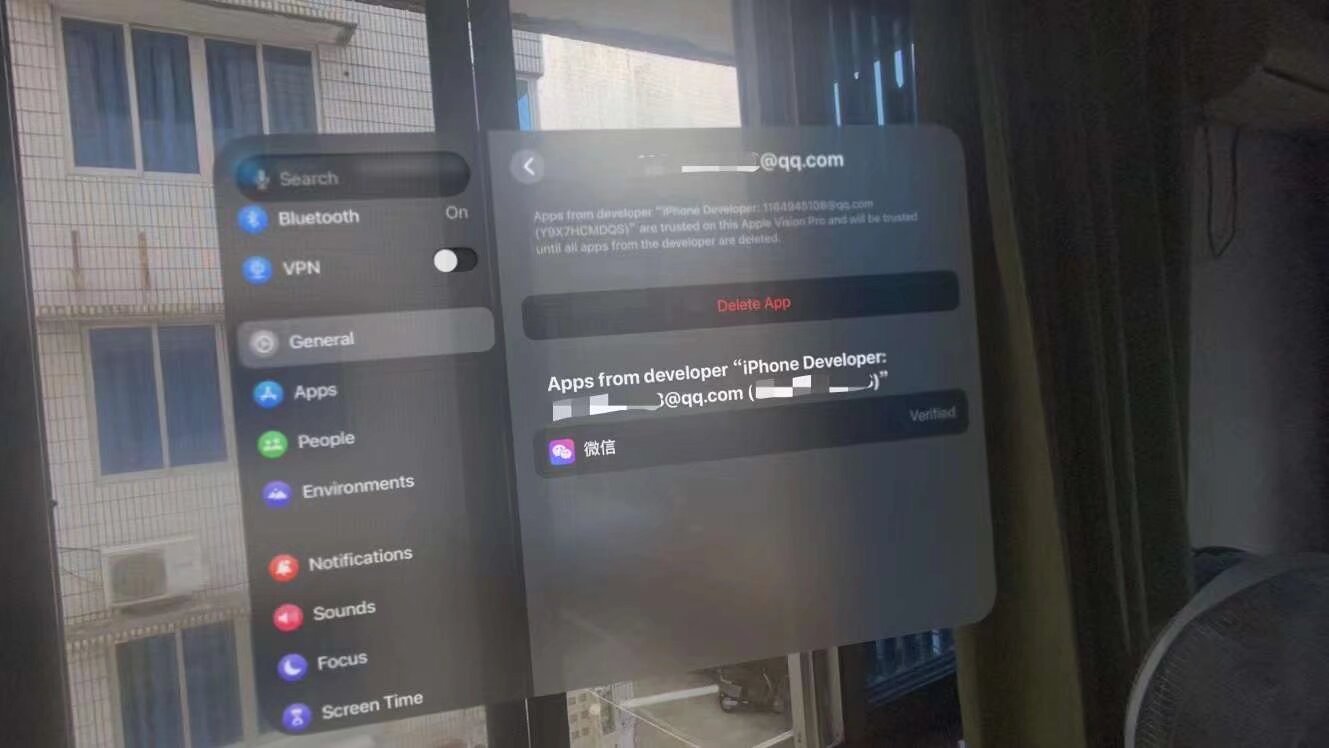 Search
Bluetooth On
VPN
General
Apps
People
Environments
Notifications
Sounds
Focus
Screen Time
@qq.com
Apps from developer “iPhone Developer:
are trusted on this Apple Vision Pro and will be trusted
until all apps from the developer are deleted.
Delete App
Apps from developer “iPhone Developer:
@qq.com (
微信 Verified